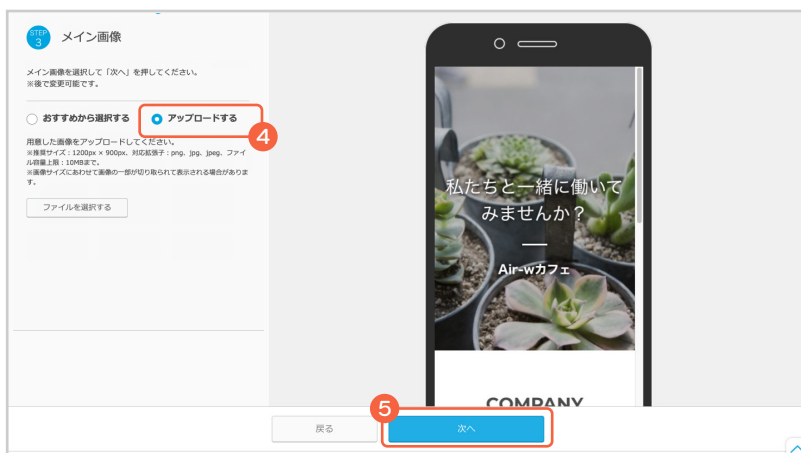 STEP
3
メイン画像
メイン画像を選択して「次へ」を押してください。
※後で変更可能です。
おすすめから選択する
アップロードする
4
用意した画像をアップロードしてください。
※推奨サイズ：1200px × 900px、対応拡張子：png、jpg、jpeg、ファイ
ル容量上限：10MBまで。
※画像サイズにあわせて画像の一部が切り取られて表示される場合がありま
す。
ファイルを選択する
私たちと一緒に働いて
みませんか？
Air-wカフェ
COMPANY
5
戻る
次へ